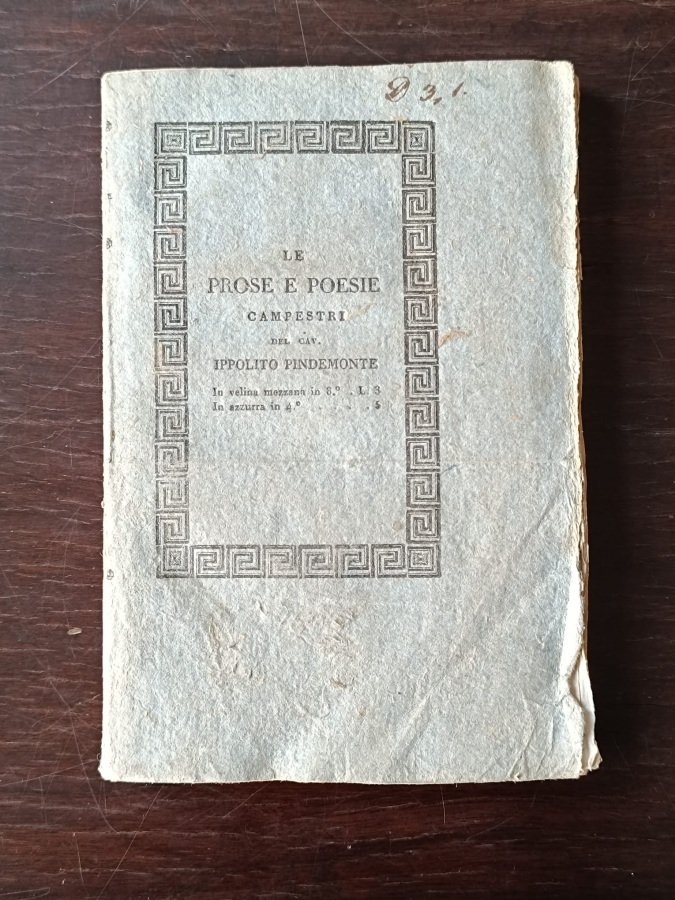 D 3, 1.
LE
PROSE E POESIE
CAMPESTRI
DEL CAV.
IPPOLITO PINDEMONTE
In velina mezzana in 8.° . L. 3
In azzurra in 4.° . . . . 5